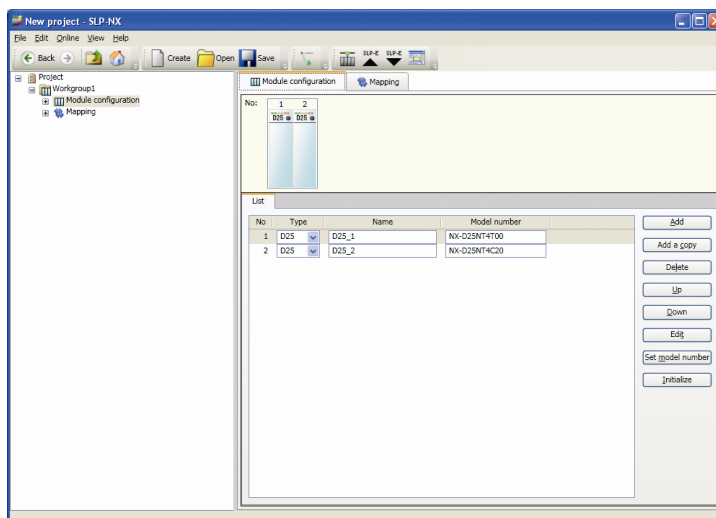 New project - SLP-NX
File Edit Online View Help
Back Create Open Save SLP-E SLP-E
Project
Workgroup1
Module configuration
Mapping
Module configuration Mapping
No: 1 2
D25 D25
List
No Type Name Model number
1 D25 D25_1 NX-D25NT4T00
2 D25 D25_2 NX-D25NT4C20
Add
Add a copy
Delete
Up
Down
Edit
Set model number
Initialize